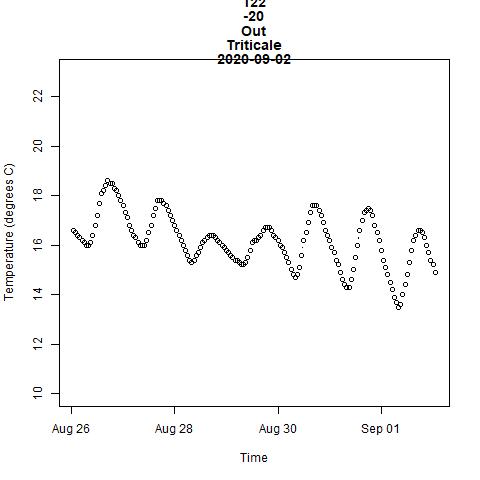 122
-20
Out
Triticale
2020-09-02
Temperature (degrees C)
22
20
18
16
14
12
10
Aug 26
Aug 28
Aug 30
Sep 01
Time